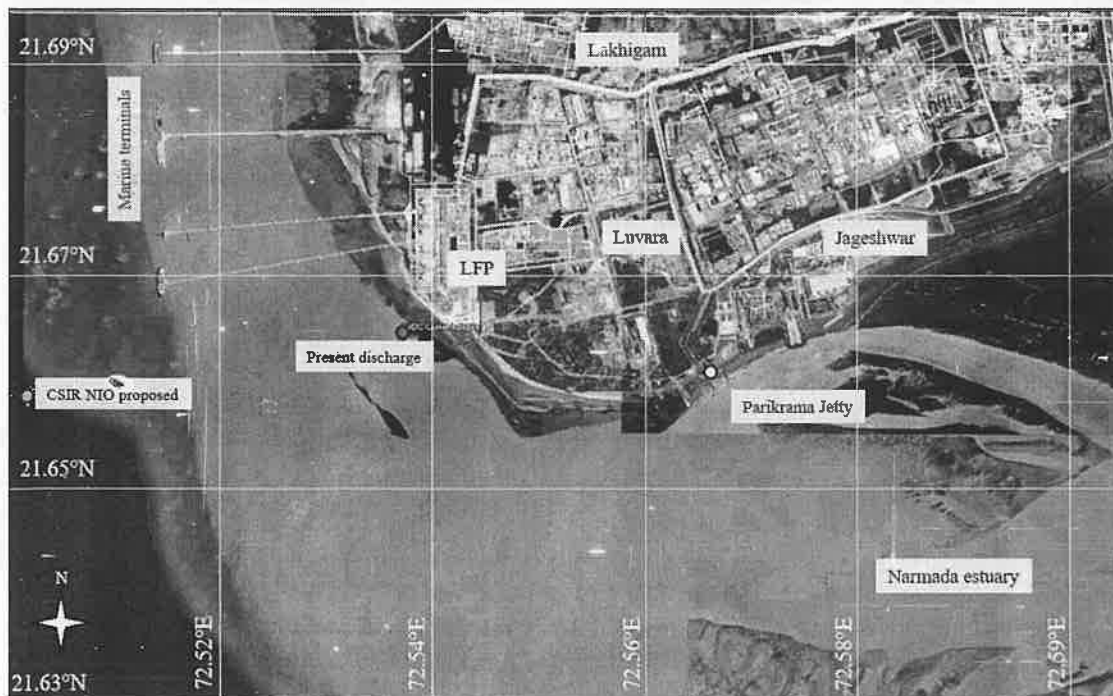 21.69°N
Lakhigam
Marine terminals
Luvara
Jageshwar
21.67°N
LFP
Present discharge
CSIR NIO proposed
Parikrama Jetty
21.65°N
Narmada estuary
N
72.52°E
72.54°E
72.56°E
72.58°E
72.59°E
21.63°N